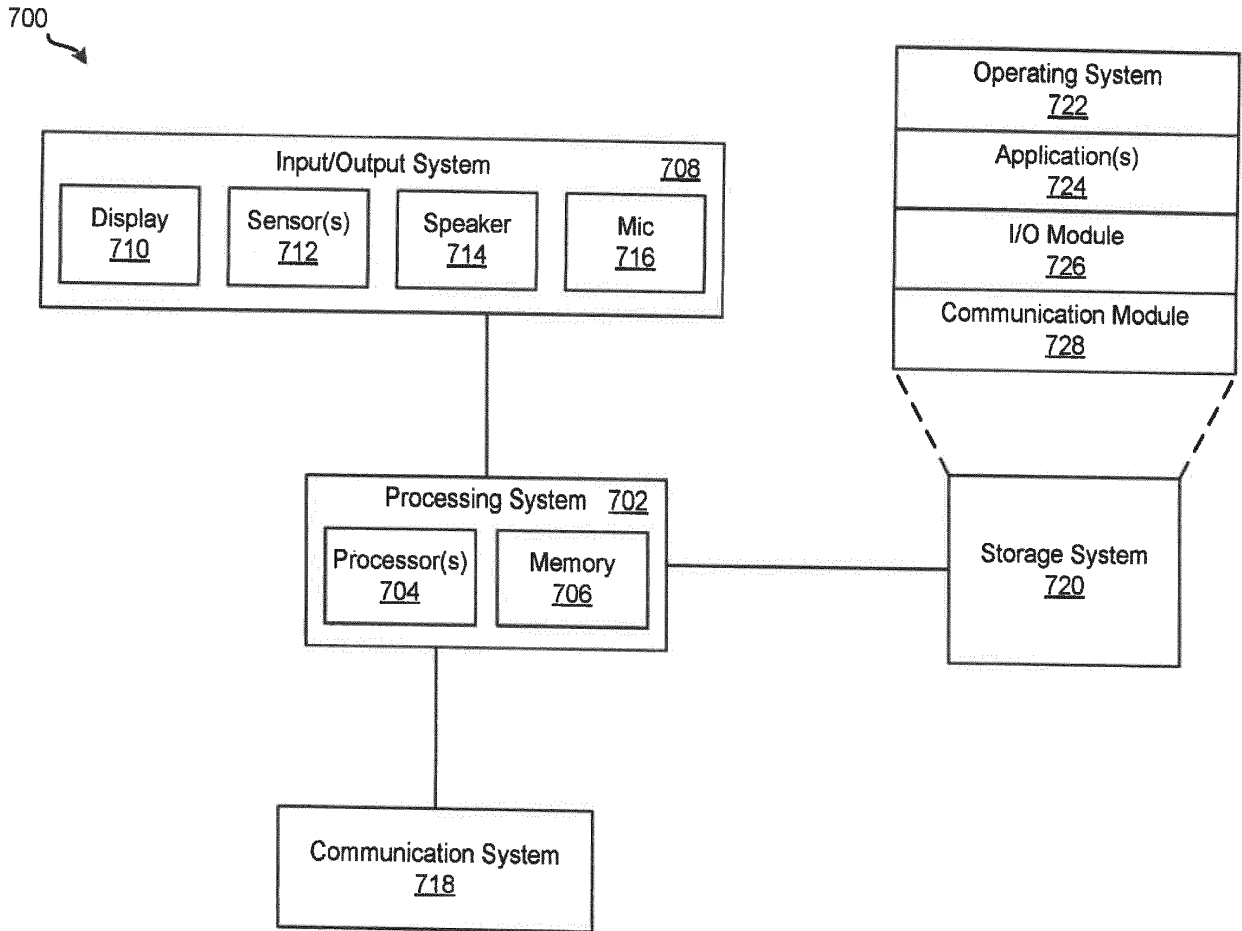 700
Input/Output System 708
Display
710
Sensor(s)
712
Speaker
714
Mic
716
Operating System
722
Application(s)
724
I/O Module
726
Communication Module
728
Processing System 702
Processor(s)
704
Memory
706
Storage System
720
Communication System
718